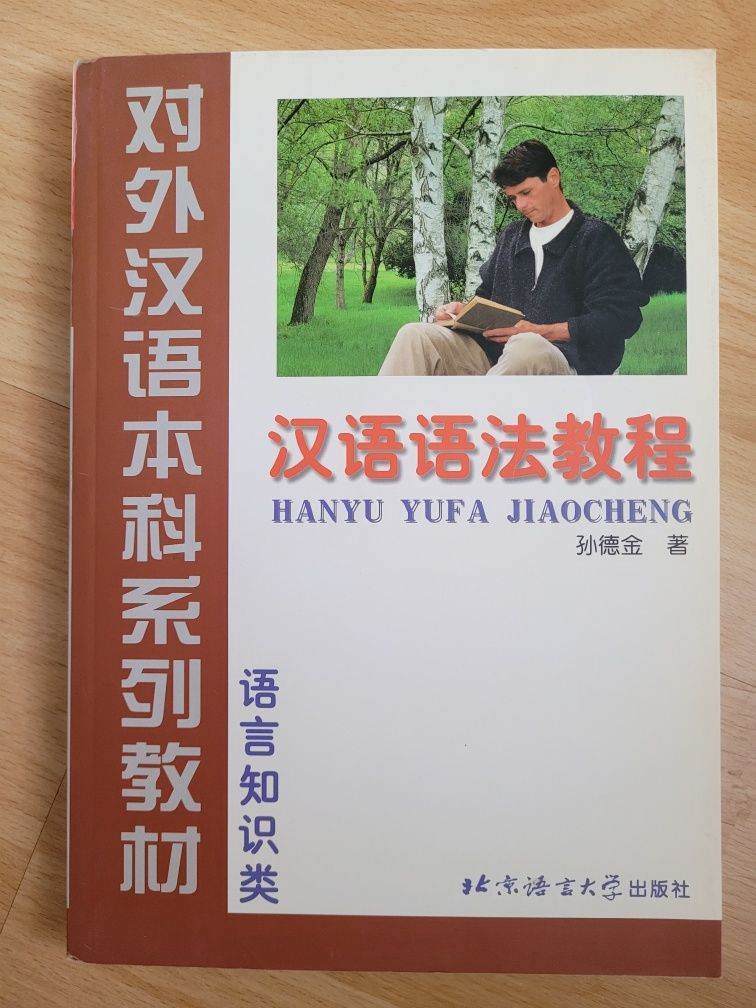 对外汉语本科系列教材
汉语语法教程
HANYU YUFA JIAOCHENG
孙德金 著
语言知识类
北京语言大学出版社